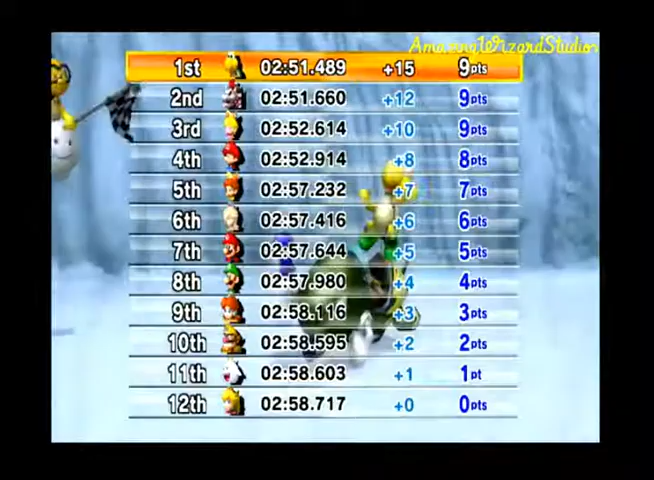 AmazingWizardStudios
1st 02:51.489 +15 9pts
2nd 02:51.660 +12 9pts
3rd 02:52.614 +10 9pts
4th 02:52.914 +8 8pts
5th 02:57.232 +7 7pts
6th 02:57.416 +6 6pts
7th 02:57.644 +5 5pts
8th 02:57.980 +4 4pts
9th 02:58.116 +3 3pts
10th 02:58.595 +2 2pts
11th 02:58.603 +1 1pt
12th 02:58.717 +0 0pts